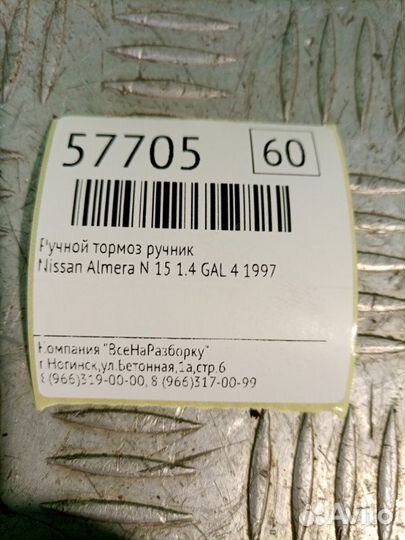 57705 60
Ручной тормоз ручник
Nissan Almera N 15 1.4 GAL 4 1997
Компания "ВсеНаРазборку"
г.Ногинск,ул.Бетонная,1а,стр.6
8 (966)319-00-00, 8 (966)317-00-99
Avito